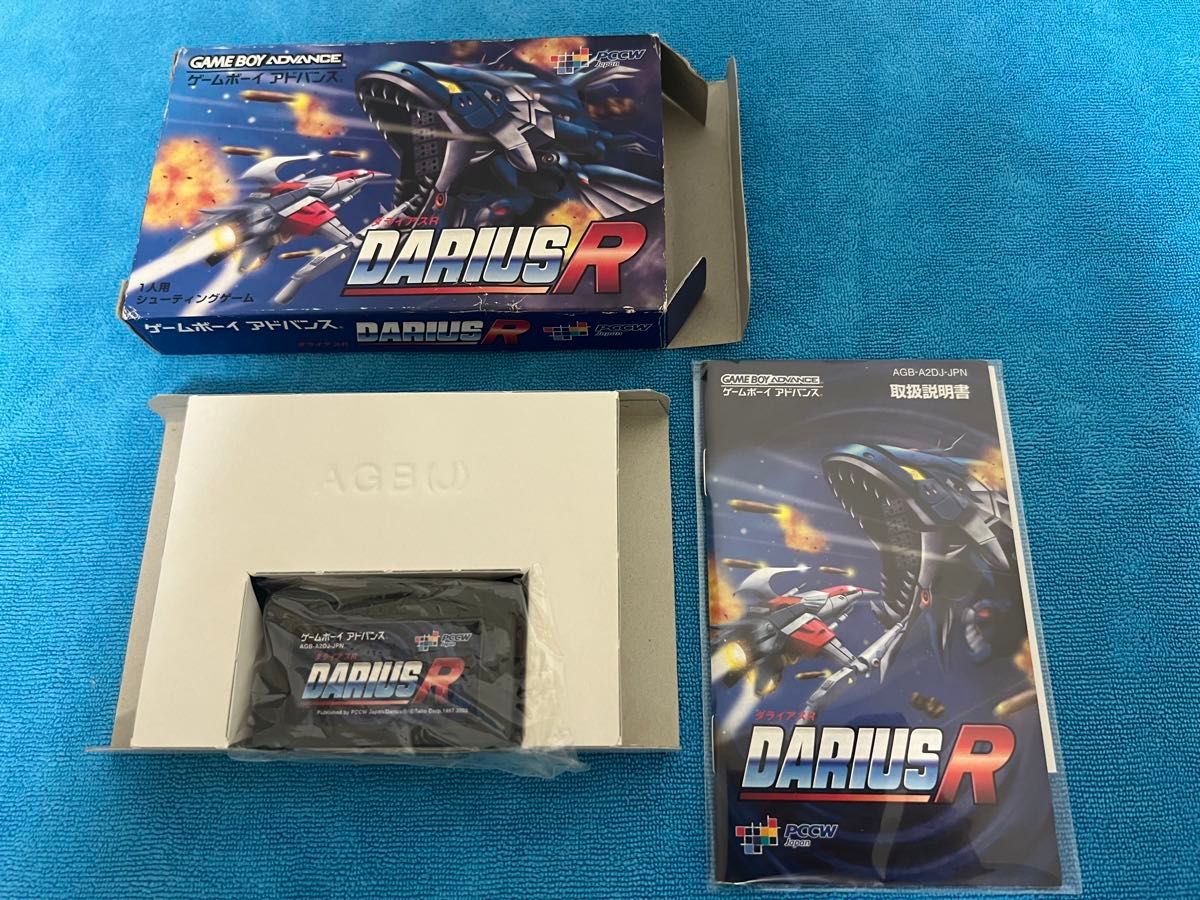 GAME BOY ADVANCE
ゲームボーイ アドバンス
PCCW
Japan
ダライアスR
DARIUS R
1人用
シューティングゲーム
ゲームボーイ アドバンス
ダライアスR
DARIUS R
PCCW
Japan
AGB(J)
ゲームボーイ アドバンス
AGB-A2DJ-JPN
PCCW
Japan
ダライアスR
DARIUS R
GAME BOY ADVANCE
ゲームボーイ アドバンス
AGB-A2DJ-JPN
取扱説明書
ダライアスR
DARIUS R
PCCW
Japan